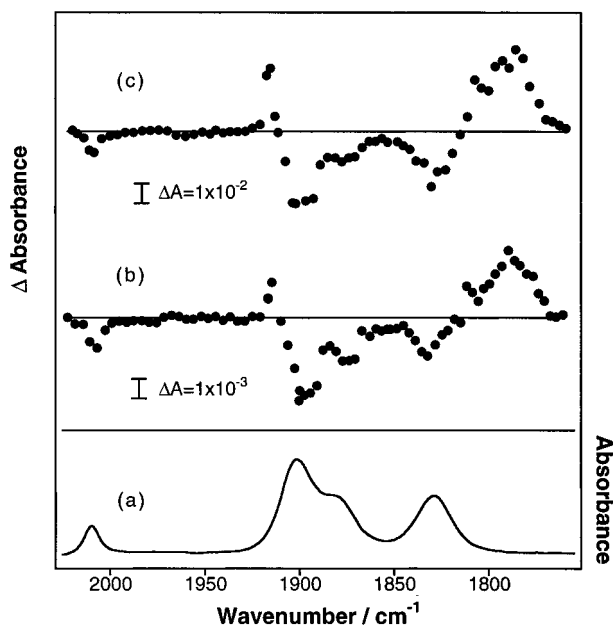 (c)
ΔA=1x10⁻²
Δ Absorbance
(b)
ΔA=1x10⁻³
(a)
Absorbance
2000 1950 1900 1850 1800
Wavenumber / cm⁻¹